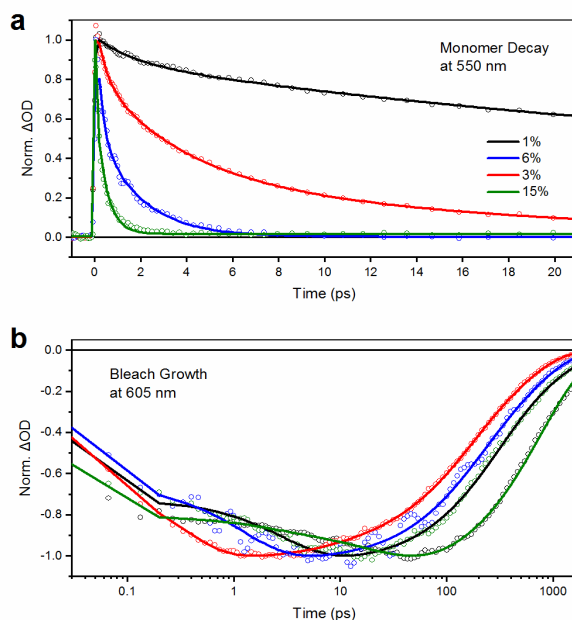 a
Monomer Decay
at 550 nm
Norm. ΔOD
1.0
0.8
0.6
0.4
0.2
0.0
1%
6%
3%
15%
0 2 4 6 8 10 12 14 16 18 20
Time (ps)
b
Bleach Growth
at 605 nm
Norm. ΔOD
0.0
-0.2
-0.4
-0.6
-0.8
-1.0
0.1 1 10 100 1000
Time (ps)